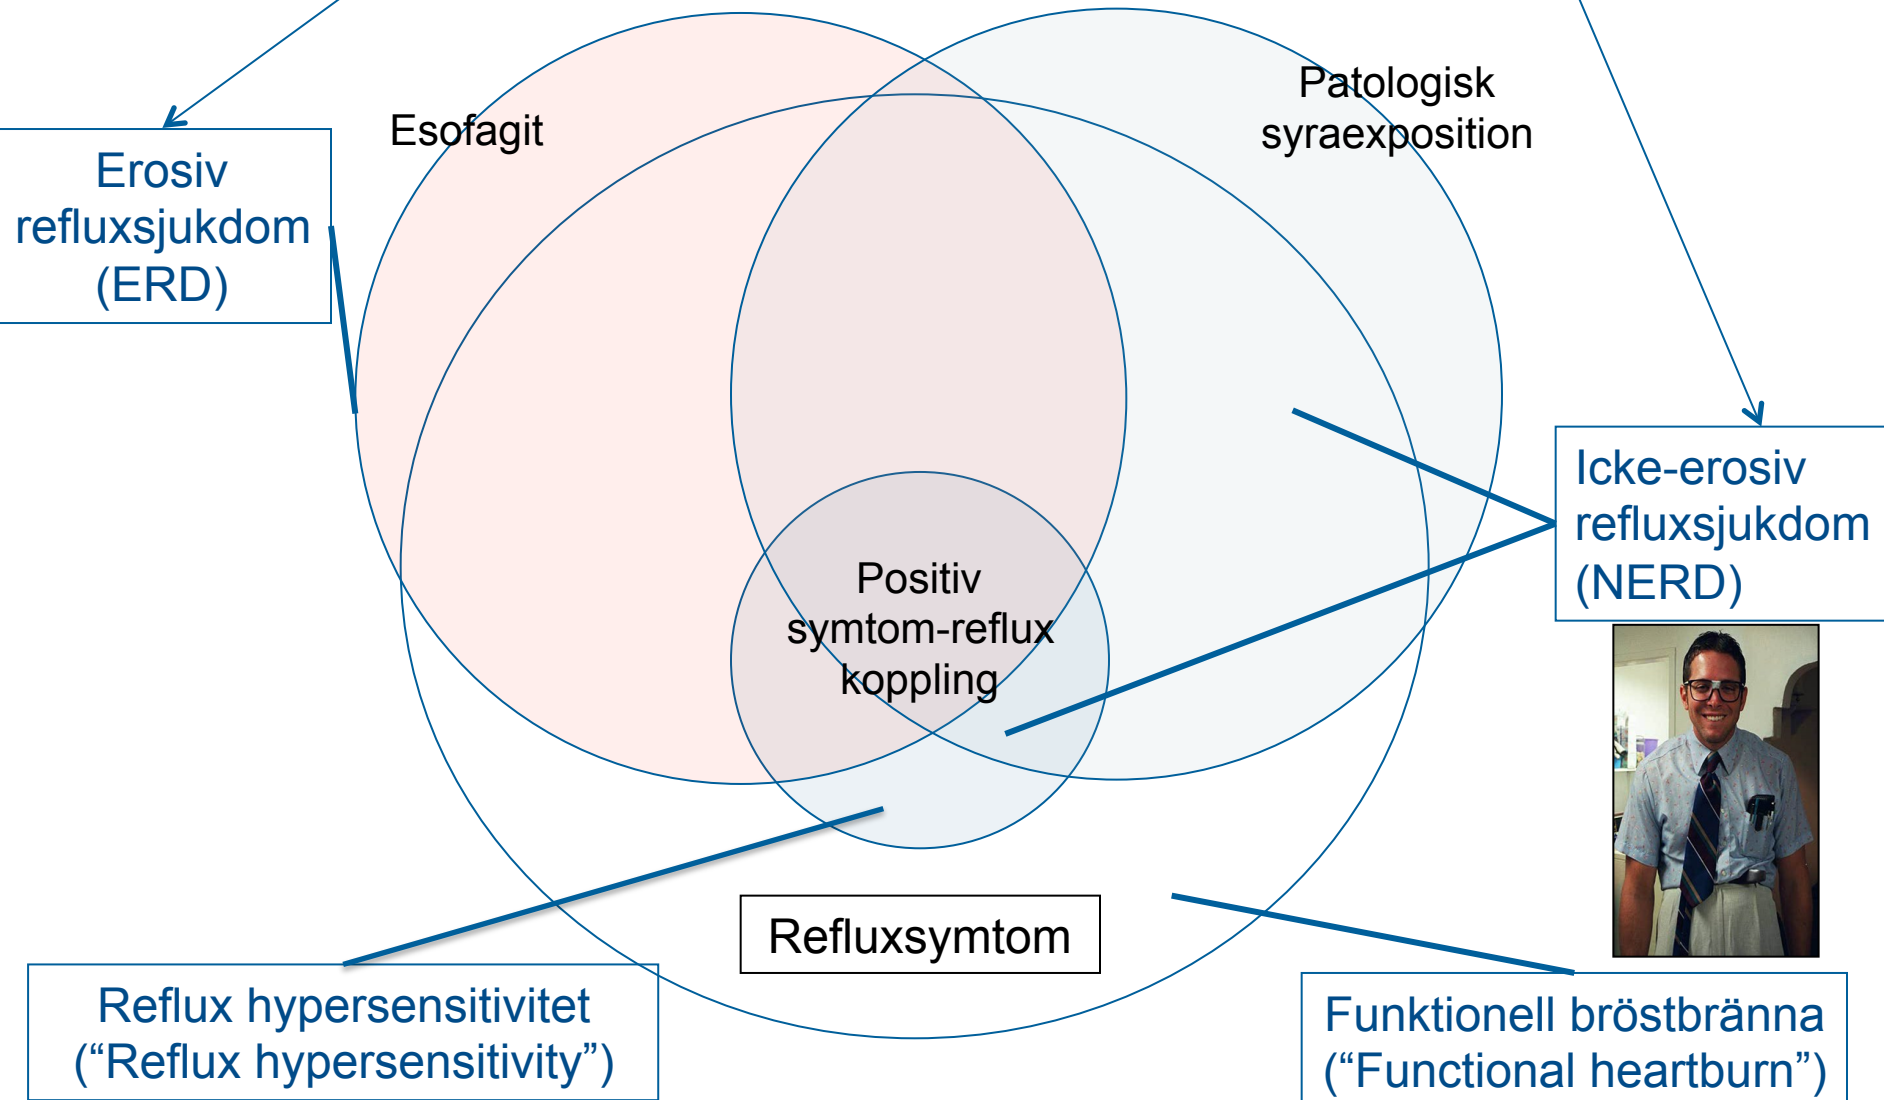 Esofagit
Patologisk
syraexposition
Erosiv
refluxsjukdom
(ERD)
Icke-erosiv
refluxsjukdom
(NERD)
Positiv
symtom-reflux
koppling
Refluxsymtom
Reflux hypersensitivitet
(“Reflux hypersensitivity”)
Funktionell bröstbränna
(“Functional heartburn”)